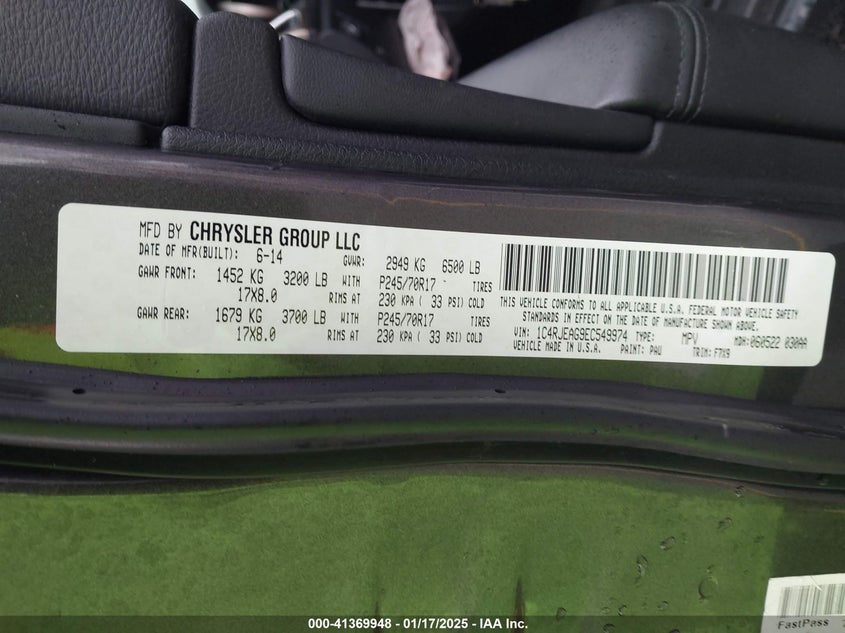 MFD BY CHRYSLER GROUP LLC
DATE OF MFR(BUILT): 6-14 GVWR: 2949 KG 6500 LB
GAWR FRONT: 1452 KG 3200 LB WITH P245/70R17 TIRES
17X8.0 RIMS AT 230 KPA ( 33 PSI) COLD
GAWR REAR: 1679 KG 3700 LB WITH P245/70R17 TIRES
17X8.0 RIMS AT 230 KPA ( 33 PSI) COLD
THIS VEHICLE CONFORMS TO ALL APPLICABLE U.S.A. FEDERAL MOTOR VEHICLE SAFETY
STANDARDS IN EFFECT ON THE DATE OF MANUFACTURE SHOWN ABOVE.
VIN: 1C4RJEAG9EC549974 TYPE: MPV MDH: 060522 030AA
VEHICLE MADE IN U.S.A. PAINT: PAU TRIM: F7X9
FastPass
000-41369948 - 01/17/2025 - IAA Inc.